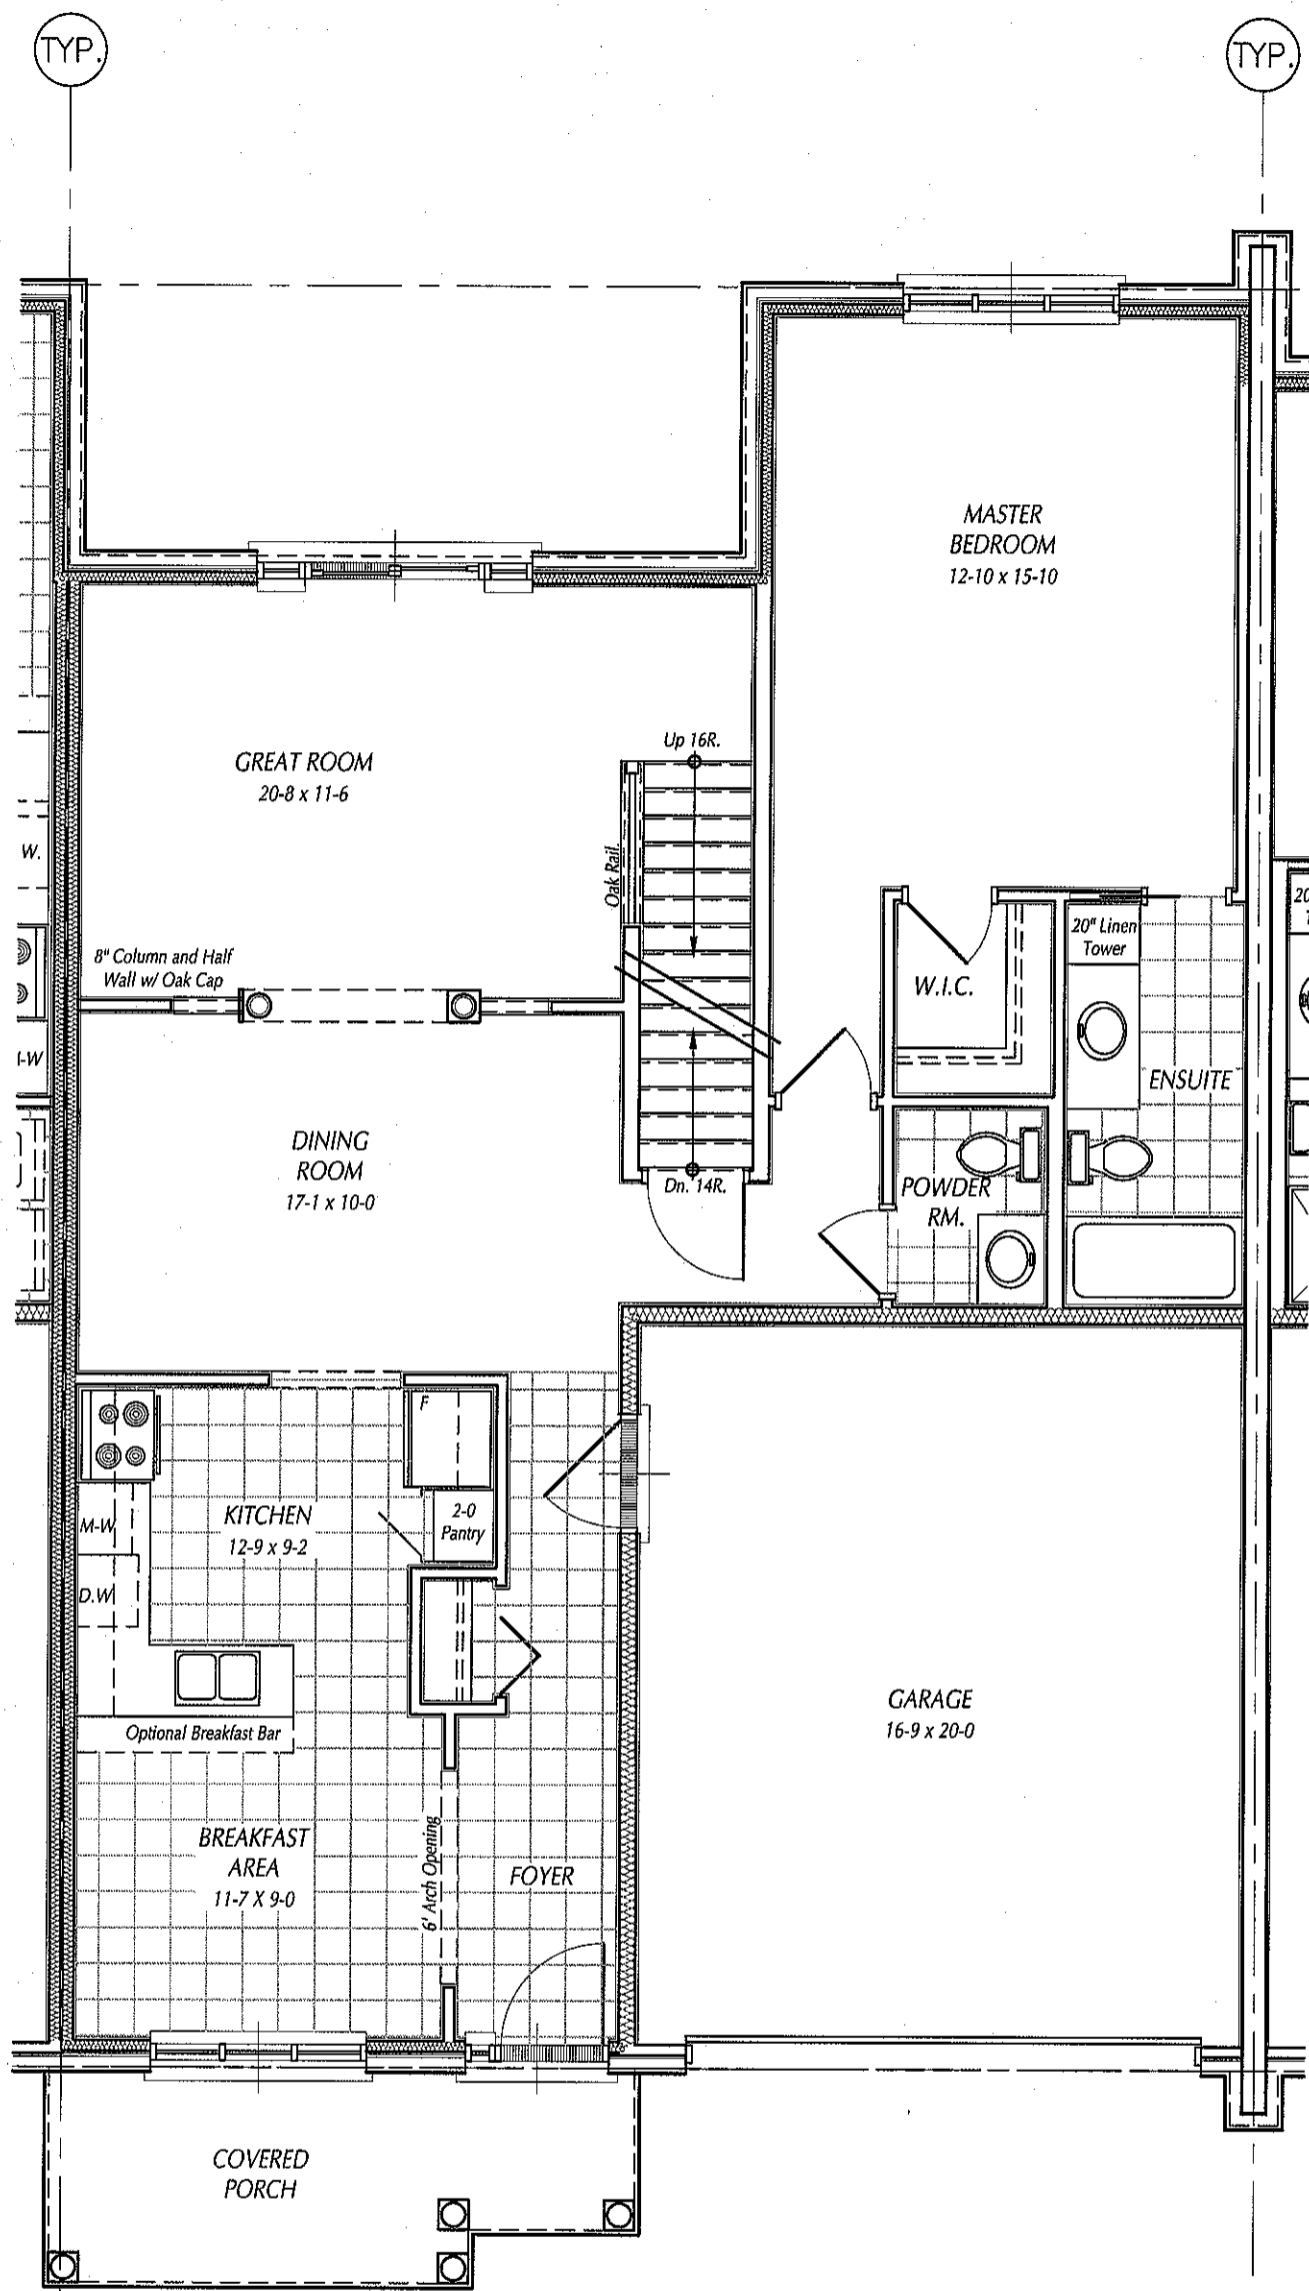 TYP.
TYP.
MASTER
BEDROOM
12-10 x 15-10
GREAT ROOM
20-8 x 11-6
Up 16R.
Oak Rail.
W.
8" Column and Half
Wall w/ Oak Cap
20" Linen
Tower
20
W.I.C.
-W
ENSUITE
DINING
ROOM
17-1 x 10-0
Dn. 14R.
POWDER
RM.
F
2-0
Pantry
KITCHEN
12-9 x 9-2
M-W
D.W
Optional Breakfast Bar
GARAGE
16-9 x 20-0
BREAKFAST
AREA
11-7 X 9-0
6' Arch Opening
FOYER
COVERED
PORCH